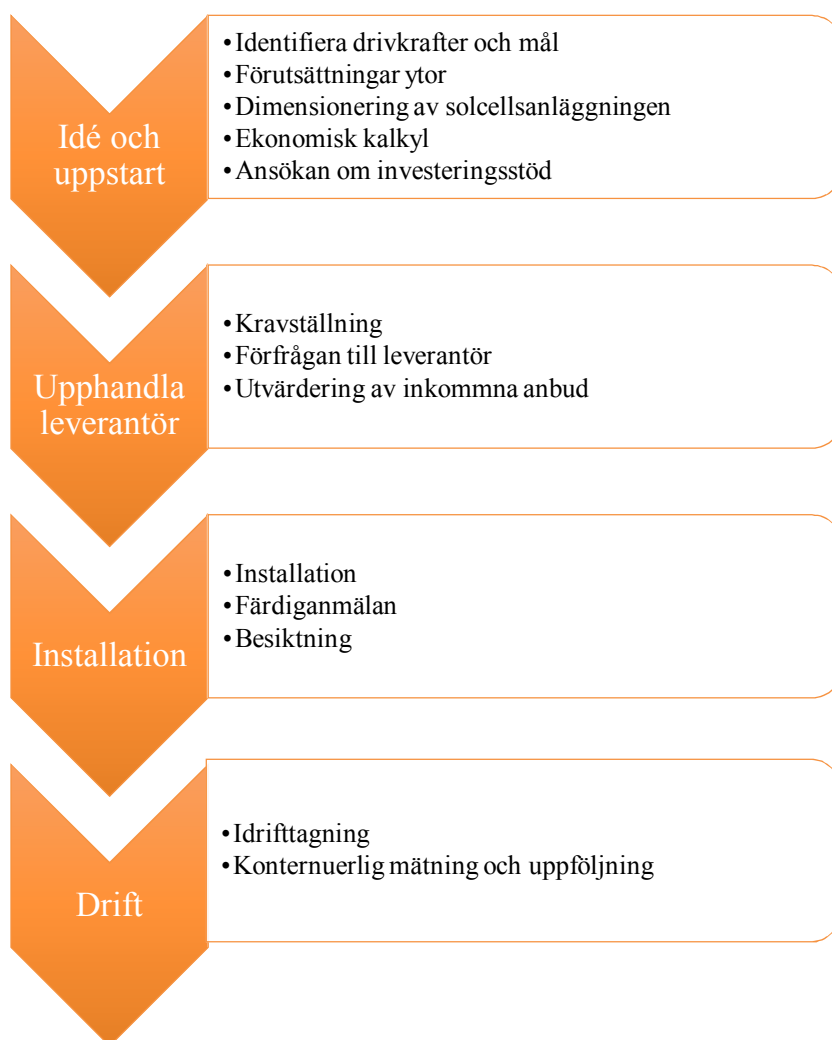 Idé och
uppstart
•Identifiera drivkrafter och mål
•Förutsättningar ytor
•Dimensionering av solcellsanläggningen
•Ekonomisk kalkyl
•Ansökan om investeringsstöd
Upphandla
leverantör
•Kravställning
•Förfrågan till leverantör
•Utvärdering av inkommna anbud
Installation
•Installation
•Färdiganmälan
•Besiktning
Drift
•Idrifttagning
•Konternuerlig mätning och uppföljning